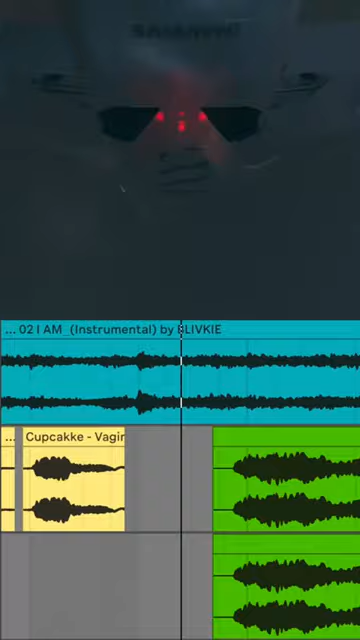 ... 02 I AM_(Instrumental) by BLIVKIE
...
Cupcakke - Vagin